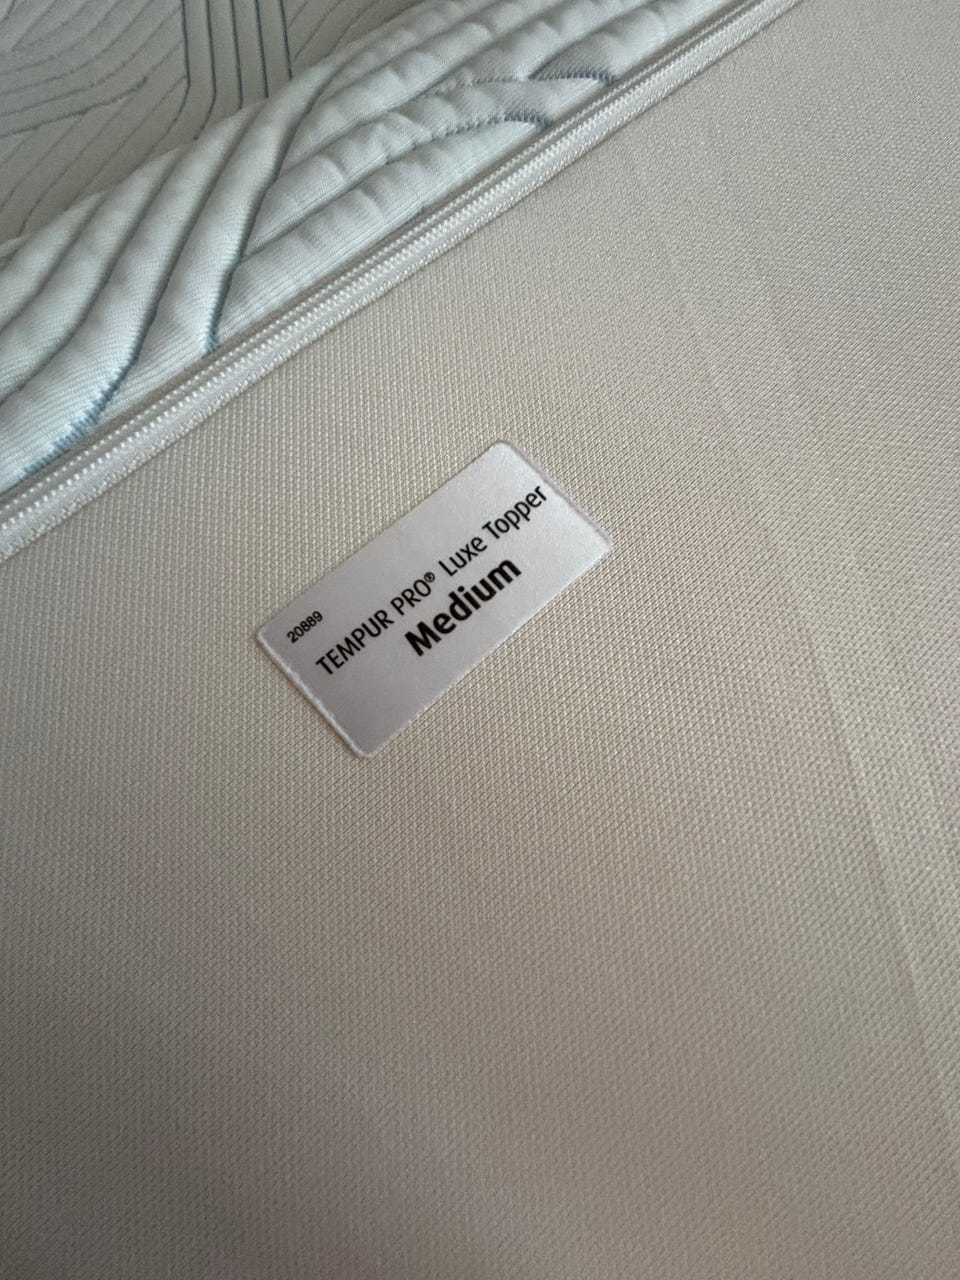 20889
TEMPUR PRO® Luxe Topper
Medium